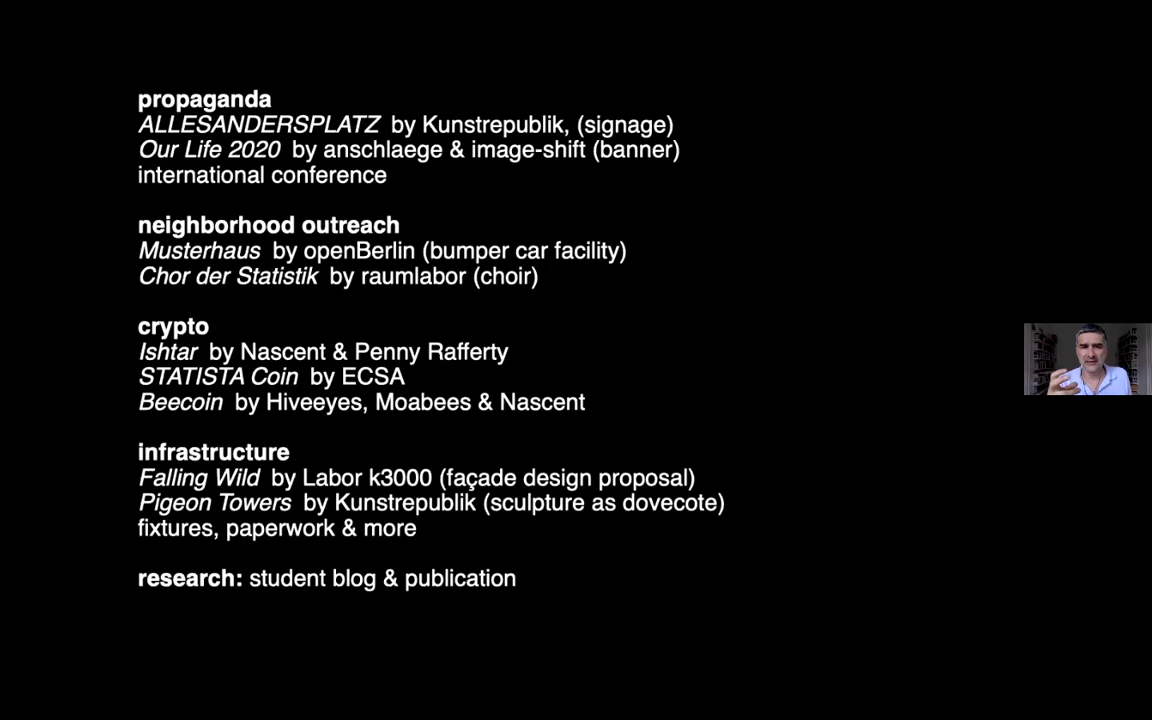 propaganda
ALLESANDERSPLATZ by Kunstrepublik, (signage)
Our Life 2020 by anschlaege & image-shift (banner)
international conference
neighborhood outreach
Musterhaus by openBerlin (bumper car facility)
Chor der Statistik by raumlabor (choir)
crypto
Ishtar by Nascent & Penny Rafferty
STATISTA Coin by ECSA
Beecoin by Hiveeyes, Moabees & Nascent
infrastructure
Falling Wild by Labor k3000 (façade design proposal)
Pigeon Towers by Kunstrepublik (sculpture as dovecote)
fixtures, paperwork & more
research: student blog & publication